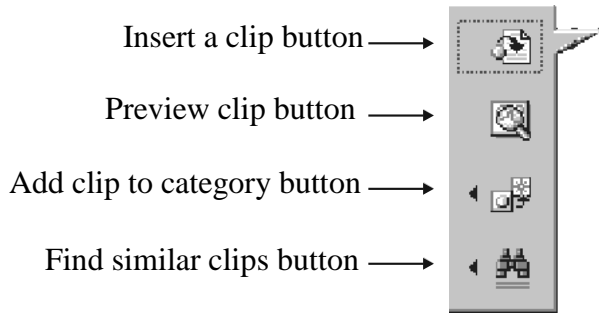 Insert a clip button
Preview clip button
Add clip to category button
Find similar clips button